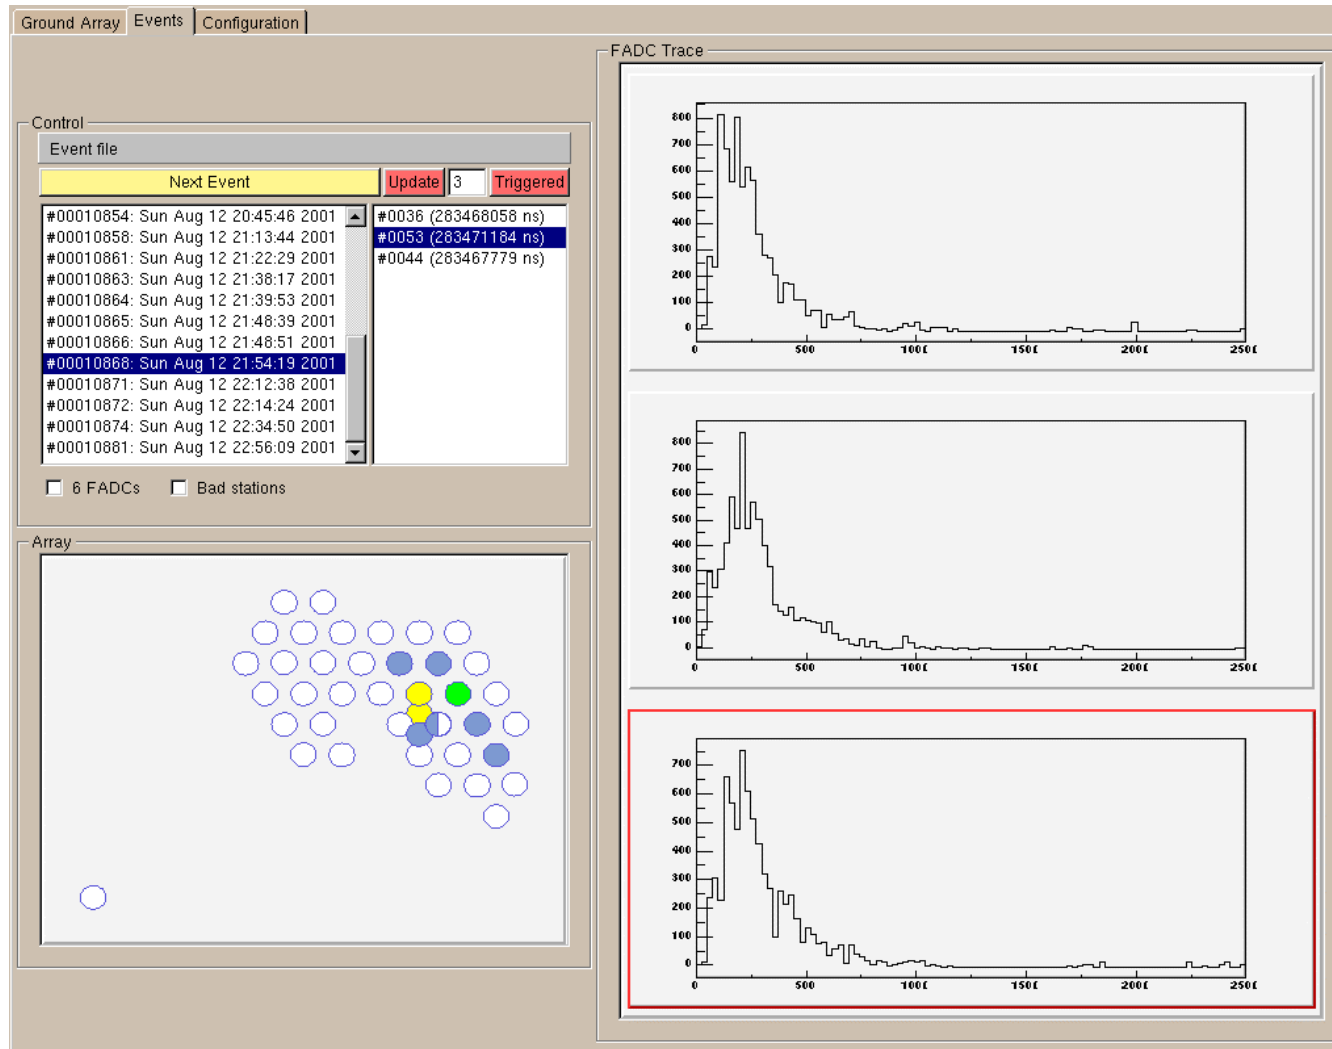 Ground Array Events Configuration
Control
Event file
Next Event Update 3 Triggered
#00010854: Sun Aug 12 20:45:46 2001
#00010858: Sun Aug 12 21:13:44 2001
#00010861: Sun Aug 12 21:22:29 2001
#00010863: Sun Aug 12 21:38:17 2001
#00010864: Sun Aug 12 21:39:53 2001
#00010865: Sun Aug 12 21:48:39 2001
#00010866: Sun Aug 12 21:48:51 2001
#00010868: Sun Aug 12 21:54:19 2001
#00010871: Sun Aug 12 22:12:38 2001
#00010872: Sun Aug 12 22:14:24 2001
#00010874: Sun Aug 12 22:34:50 2001
#00010881: Sun Aug 12 22:56:09 2001
#0036 (283468058 ns)
#0053 (283471184 ns)
#0044 (283467779 ns)
6 FADCs Bad stations
Array
FADC Trace
800
700
600
500
400
300
200
100
0
0 500 100( 150( 200( 250(
800
700
600
500
400
300
200
100
0
0 500 100( 150( 200( 250(
700
600
500
400
300
200
100
0
0 500 100( 150( 200( 250(